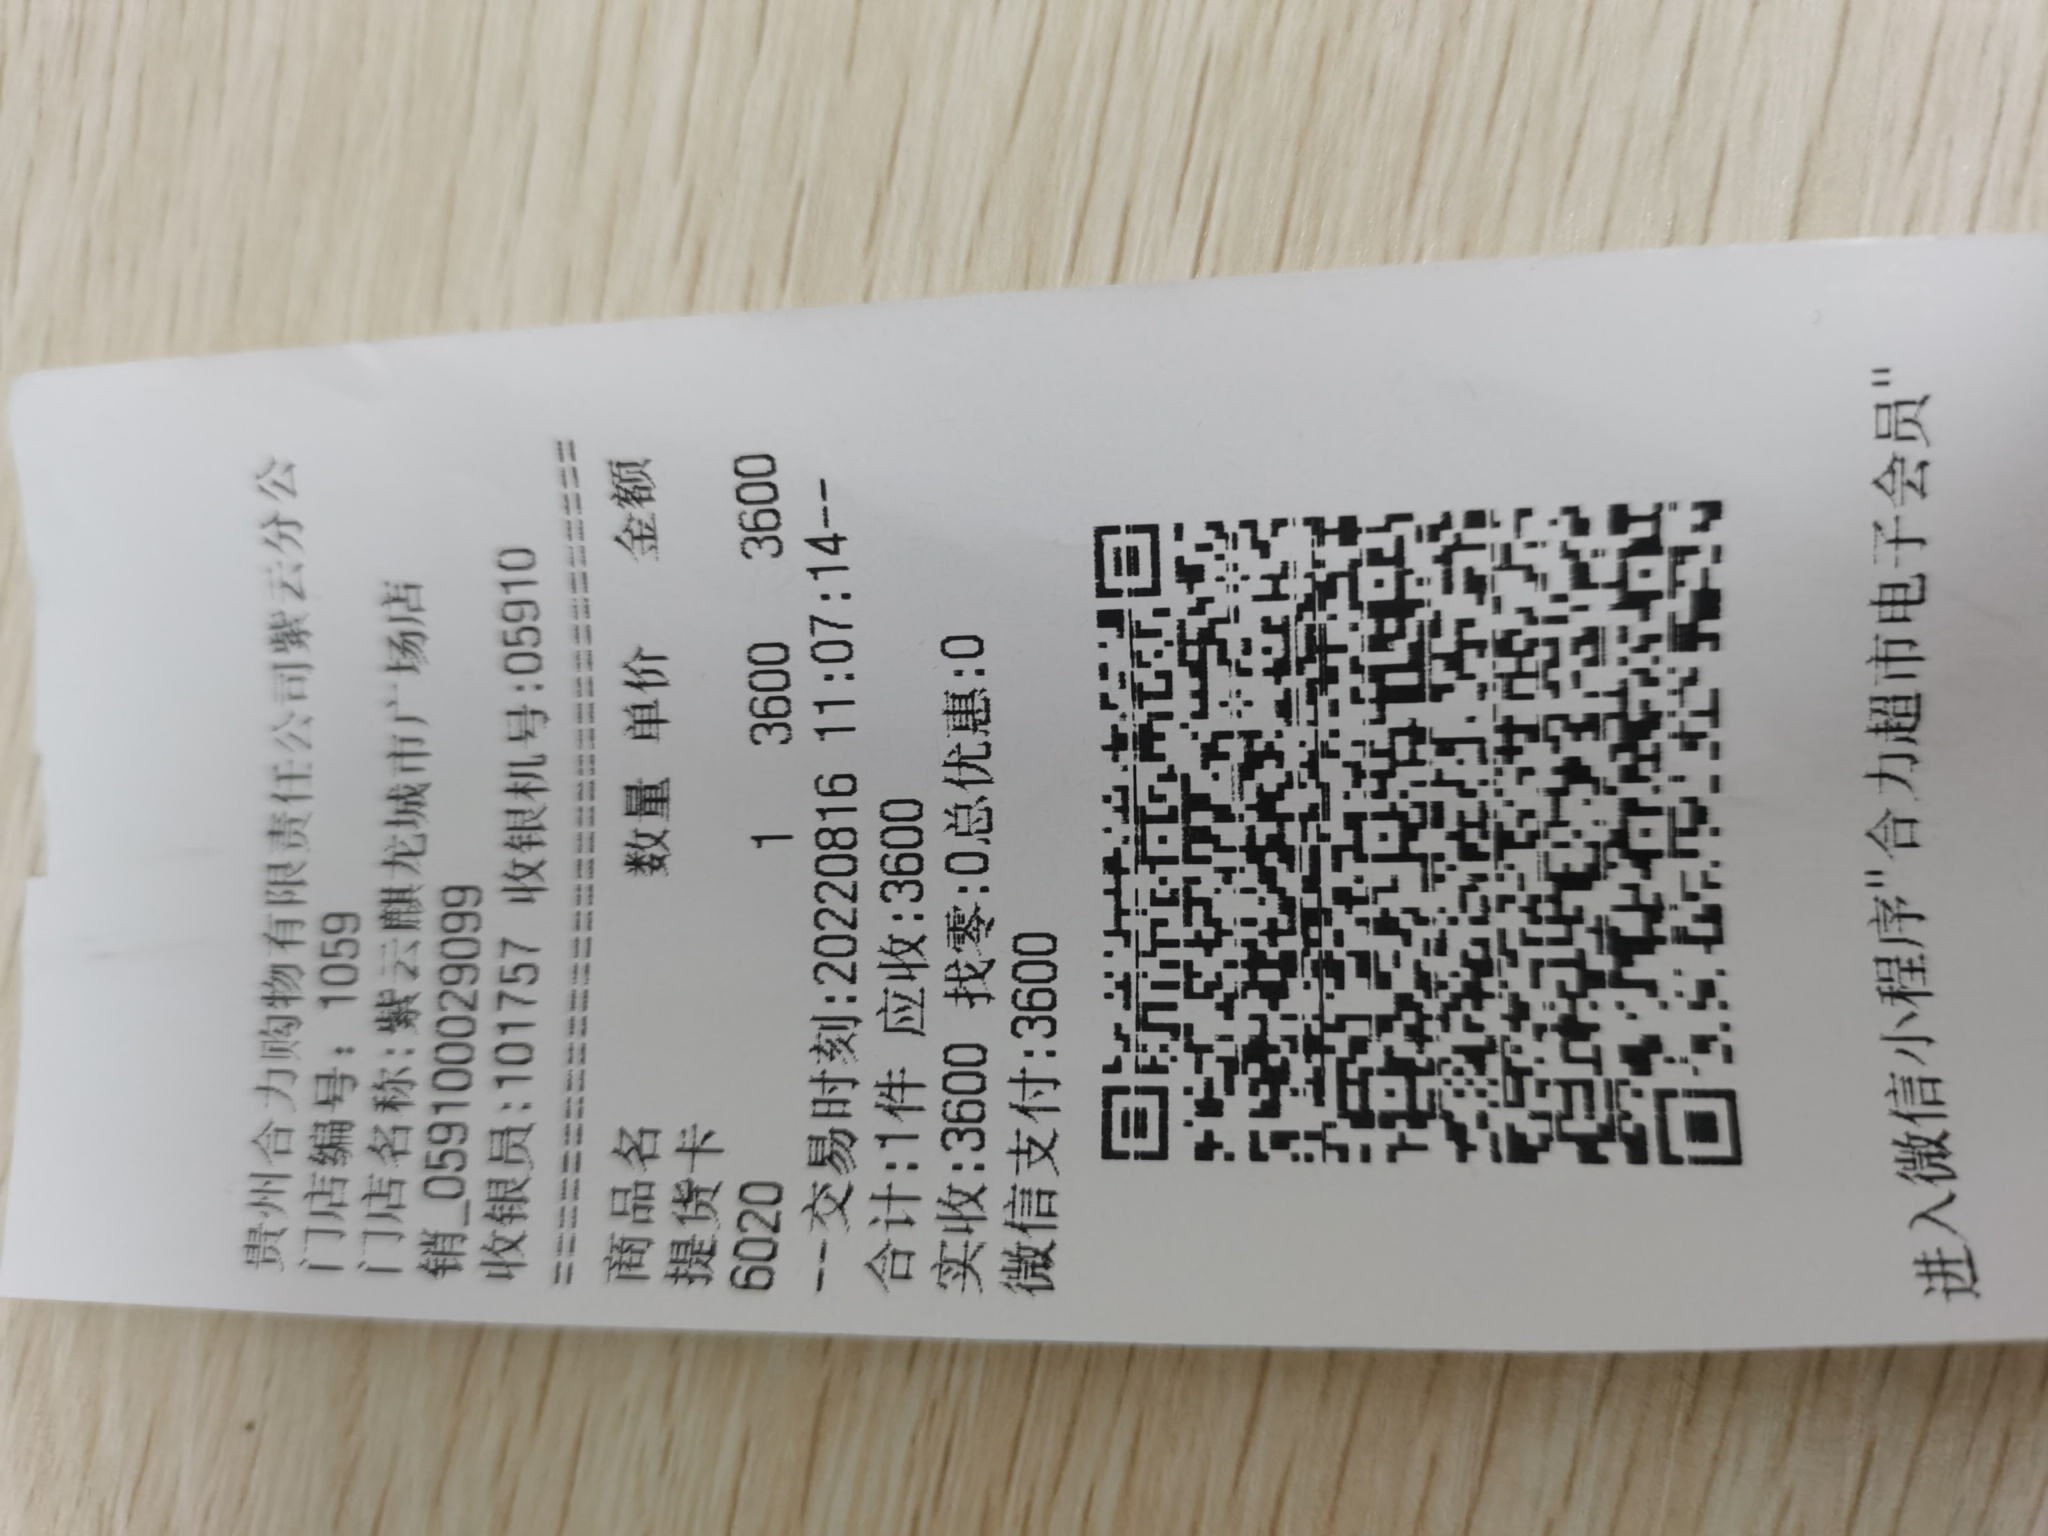 贵州合力购物有限责任公司紫云分公
门店编号: 1059
门店名称:紫云麒龙城市广场店
销_0591000029099
收银员:101757 收银机号:05910
==========================================
商品名 数量 单价 金额
提货卡
6020 1 3600 3600
--交易时刻:20220816 11:07:14--
合计:1件 应收:3600
实收:3600 找零:0总优惠:0
微信支付:3600
进入微信小程序"合力超市电子会员"